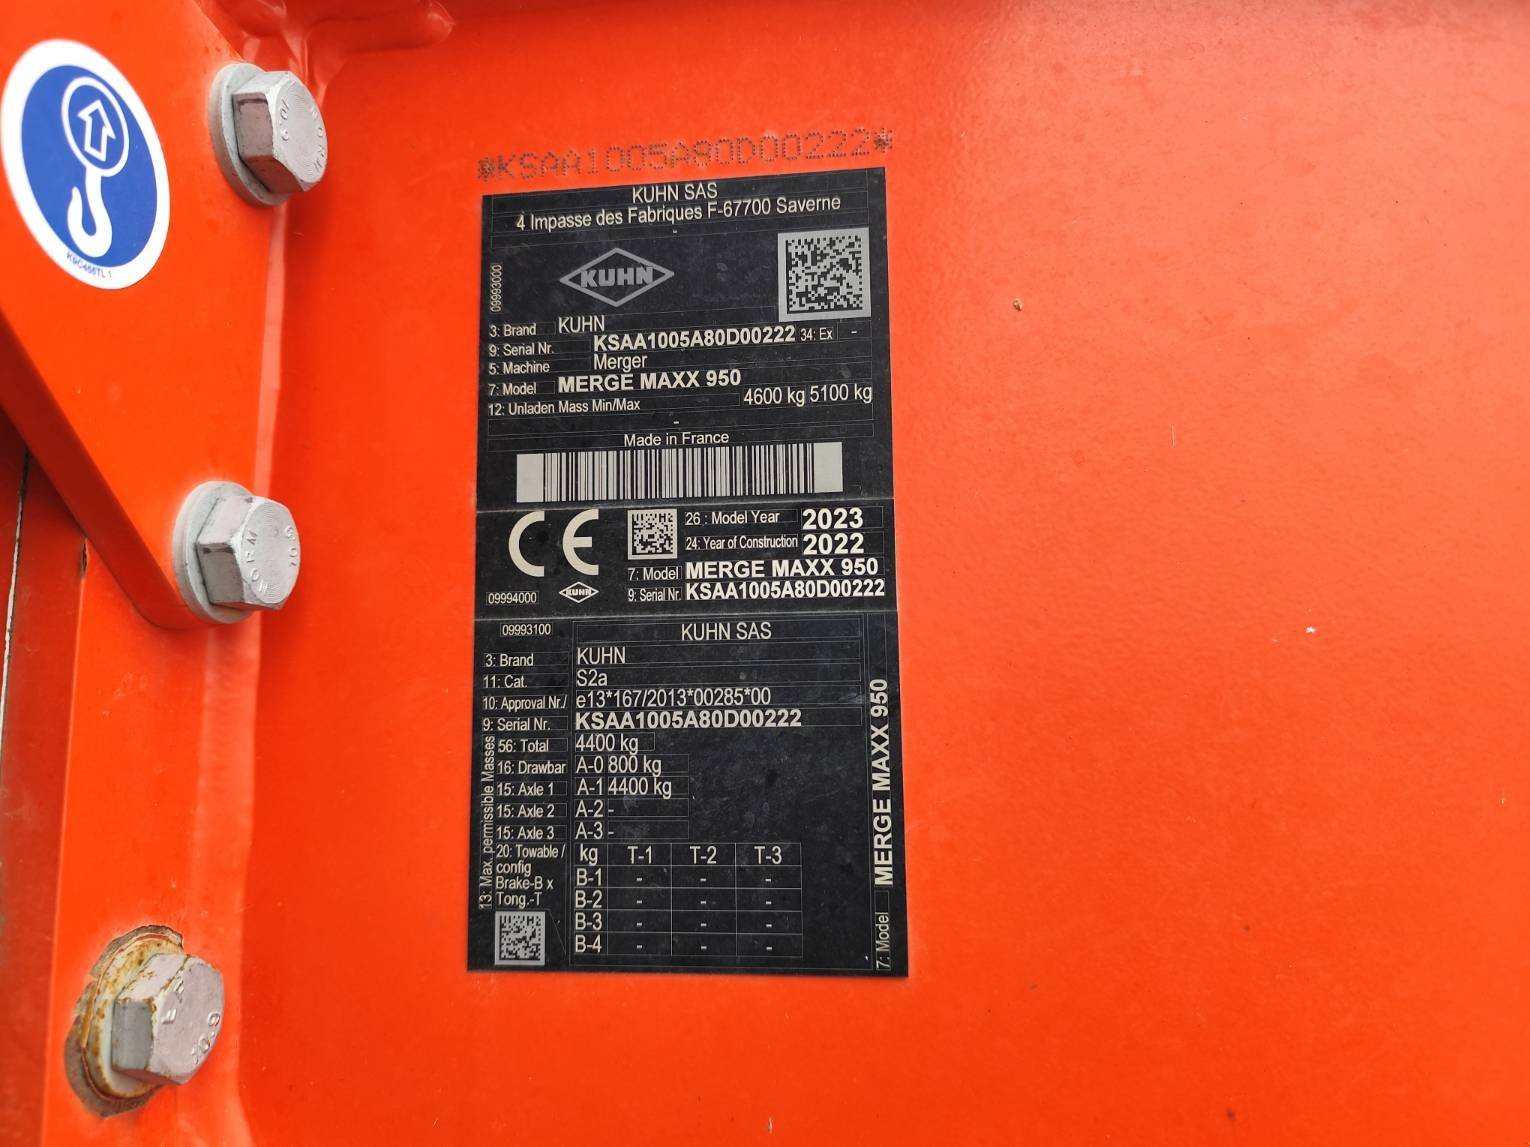 *KSAA1005A80D00222*
KUHN SAS
4 Impasse des Fabriques F-67700 Saverne
-
09993000
KUHN
3: Brand KUHN
9: Serial Nr. KSAA1005A80D00222 34: Ex -
5: Machine Merger
7: Model MERGE MAXX 950
12: Unladen Mass Min/Max 4600 kg 5100 kg
-
Made in France
CE
26 : Model Year 2023
24: Year of Construction 2022
7: Model MERGE MAXX 950
9: Serial Nr. KSAA1005A80D00222
09994000
KUHN
09993100
KUHN SAS
3: Brand KUHN
11: Cat. S2a
10: Approval Nr./ e13*167/2013*00285*00
9: Serial Nr. KSAA1005A80D00222
13: Max. permissible Masses
56: Total 4400 kg
16: Drawbar A-0 800 kg
15: Axle 1 A-1 4400 kg
15: Axle 2 A-2 -
15: Axle 3 A-3 -
20: Towable /
config
Brake-B x
Tong.-T
kg T-1 T-2 T-3
B-1 - - -
B-2 - - -
B-3 - - -
B-4 - - -
7: Model MERGE MAXX 950
10.9
10.9